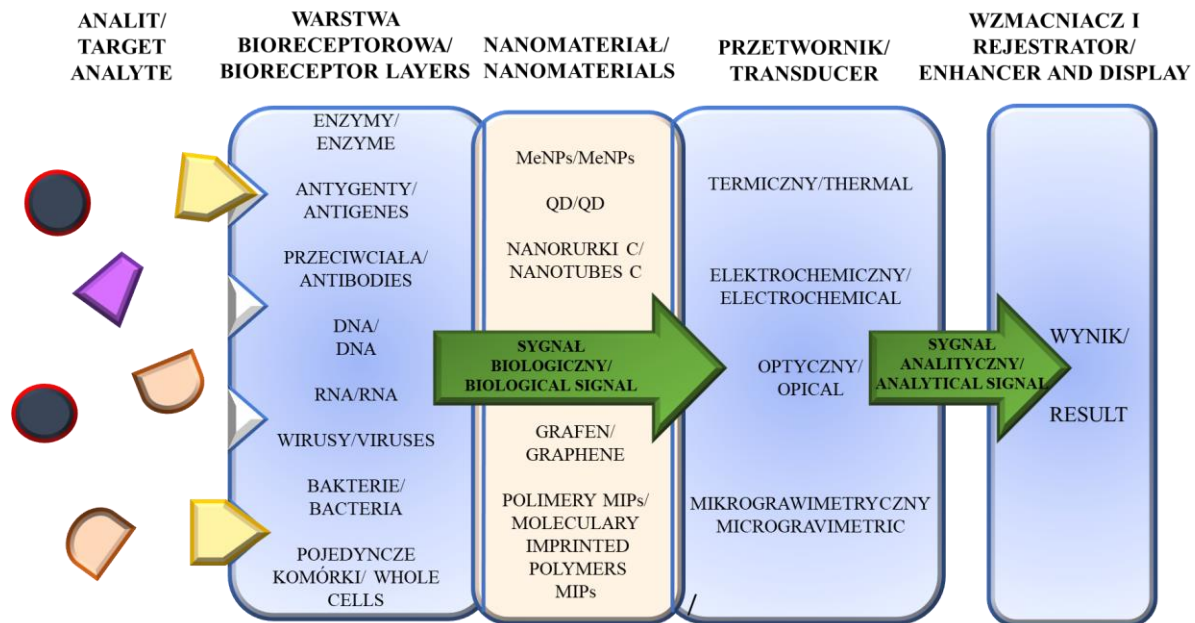 ANALIT/
TARGET
ANALYTE
WARSTWA
BIORECEPTOROWA/
BIORECEPTOR LAYERS
NANOMATERIAŁ/
NANOMATERIALS
PRZETWORNIK/
TRANSDUCER
WZMACNIACZ I
REJESTRATOR/
ENHANCER AND DISPLAY
ENZYMY/
ENZYME
ANTYGENTY/
ANTIGENES
PRZECIWCIAŁA/
ANTIBODIES
DNA/
DNA
RNA/RNA
WIRUSY/VIRUSES
BAKTERIE/
BACTERIA
POJEDYNCZE
KOMÓRKI/ WHOLE
CELLS
MeNPs/MeNPs
QD/QD
NANORURKI C/
NANOTUBES C
SYGNAŁ
BIOLOGICZNY/
BIOLOGICAL SIGNAL
GRAFEN/
GRAPHENE
POLIMERY MIPs/
MOLECULARY
IMPRINTED
POLYMERS
MIPs
TERMICZNY/THERMAL
ELEKTROCHEMICZNY/
ELECTROCHEMICAL
OPTYCZNY/
OPICAL
MIKROGRAWIMETRYCZNY
MICROGRAVIMETRIC
/
SYGNAŁ
ANALITYCZNY/
ANALYTICAL SIGNAL
WYNIK/
RESULT